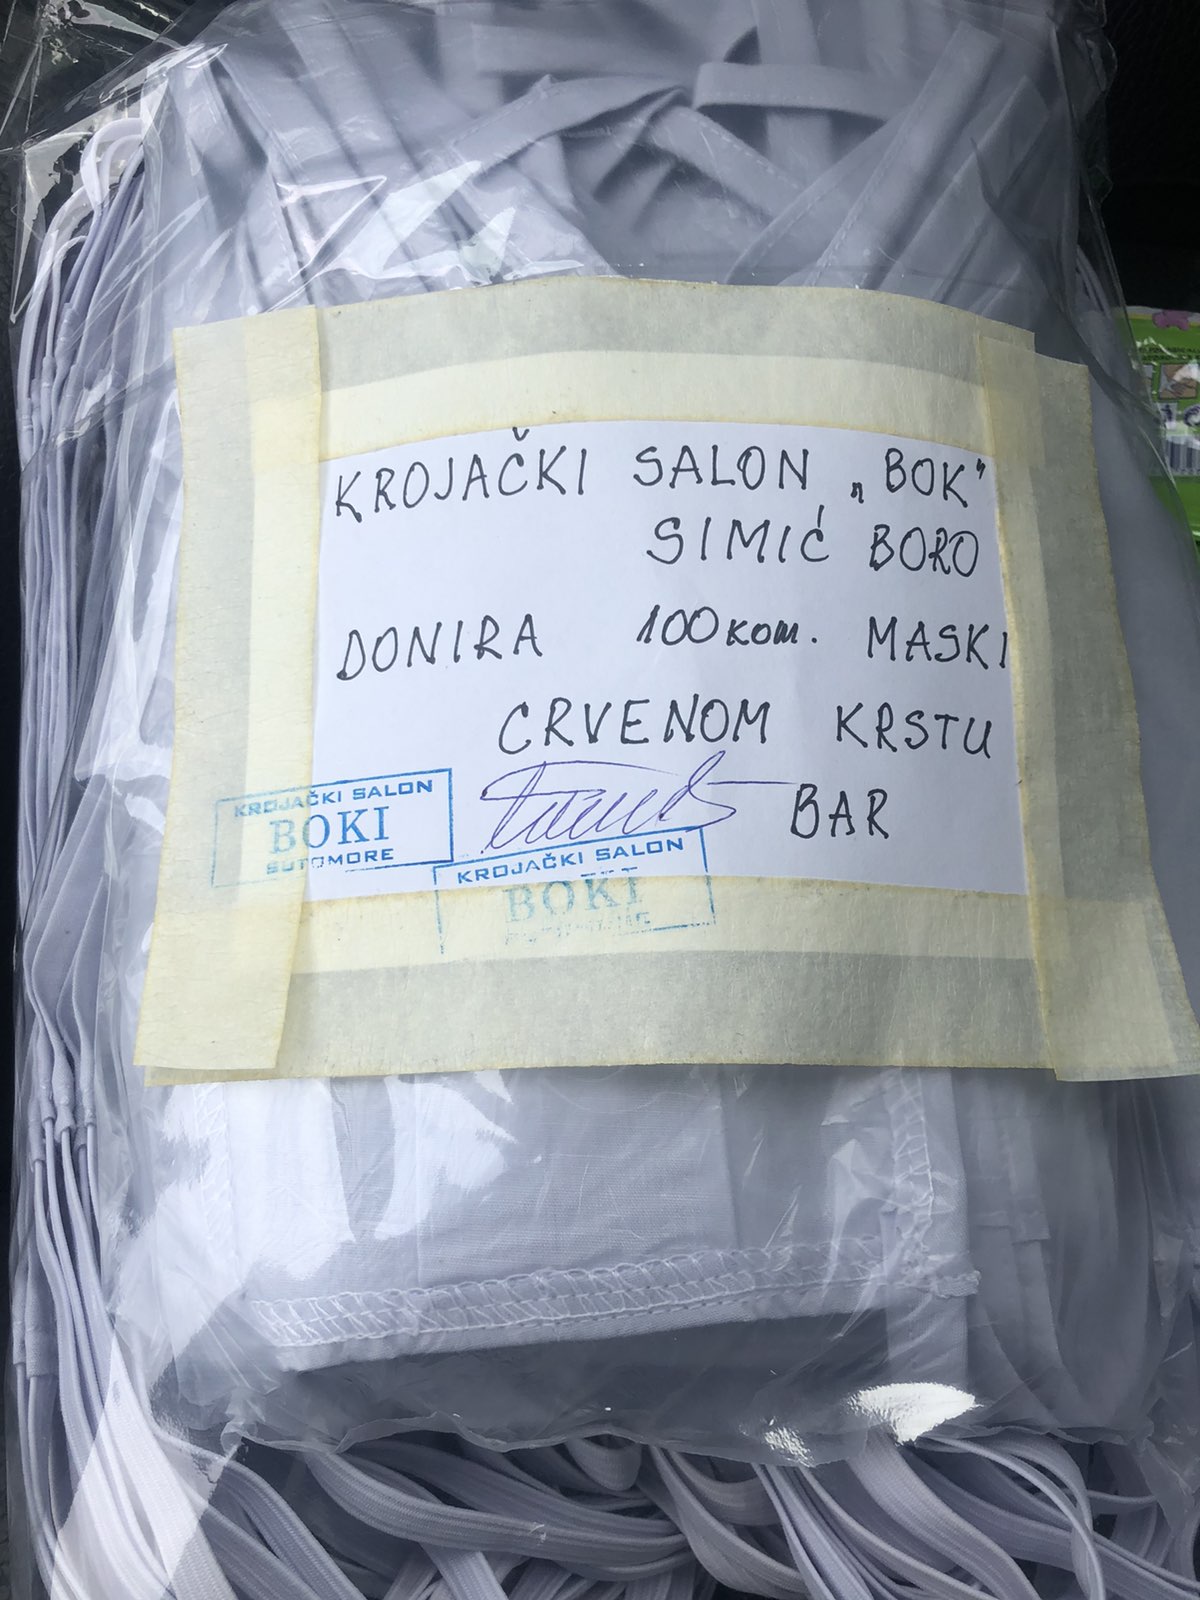 KROJAČKI SALON „BOK"
SIMIĆ BORO
DONIRA 100 kom. MASKI
CRVENOM KRSTU
BAR
KROJAČKI SALON
BOKI
SUTOMORE
KROJAČKI SALON
BOKI